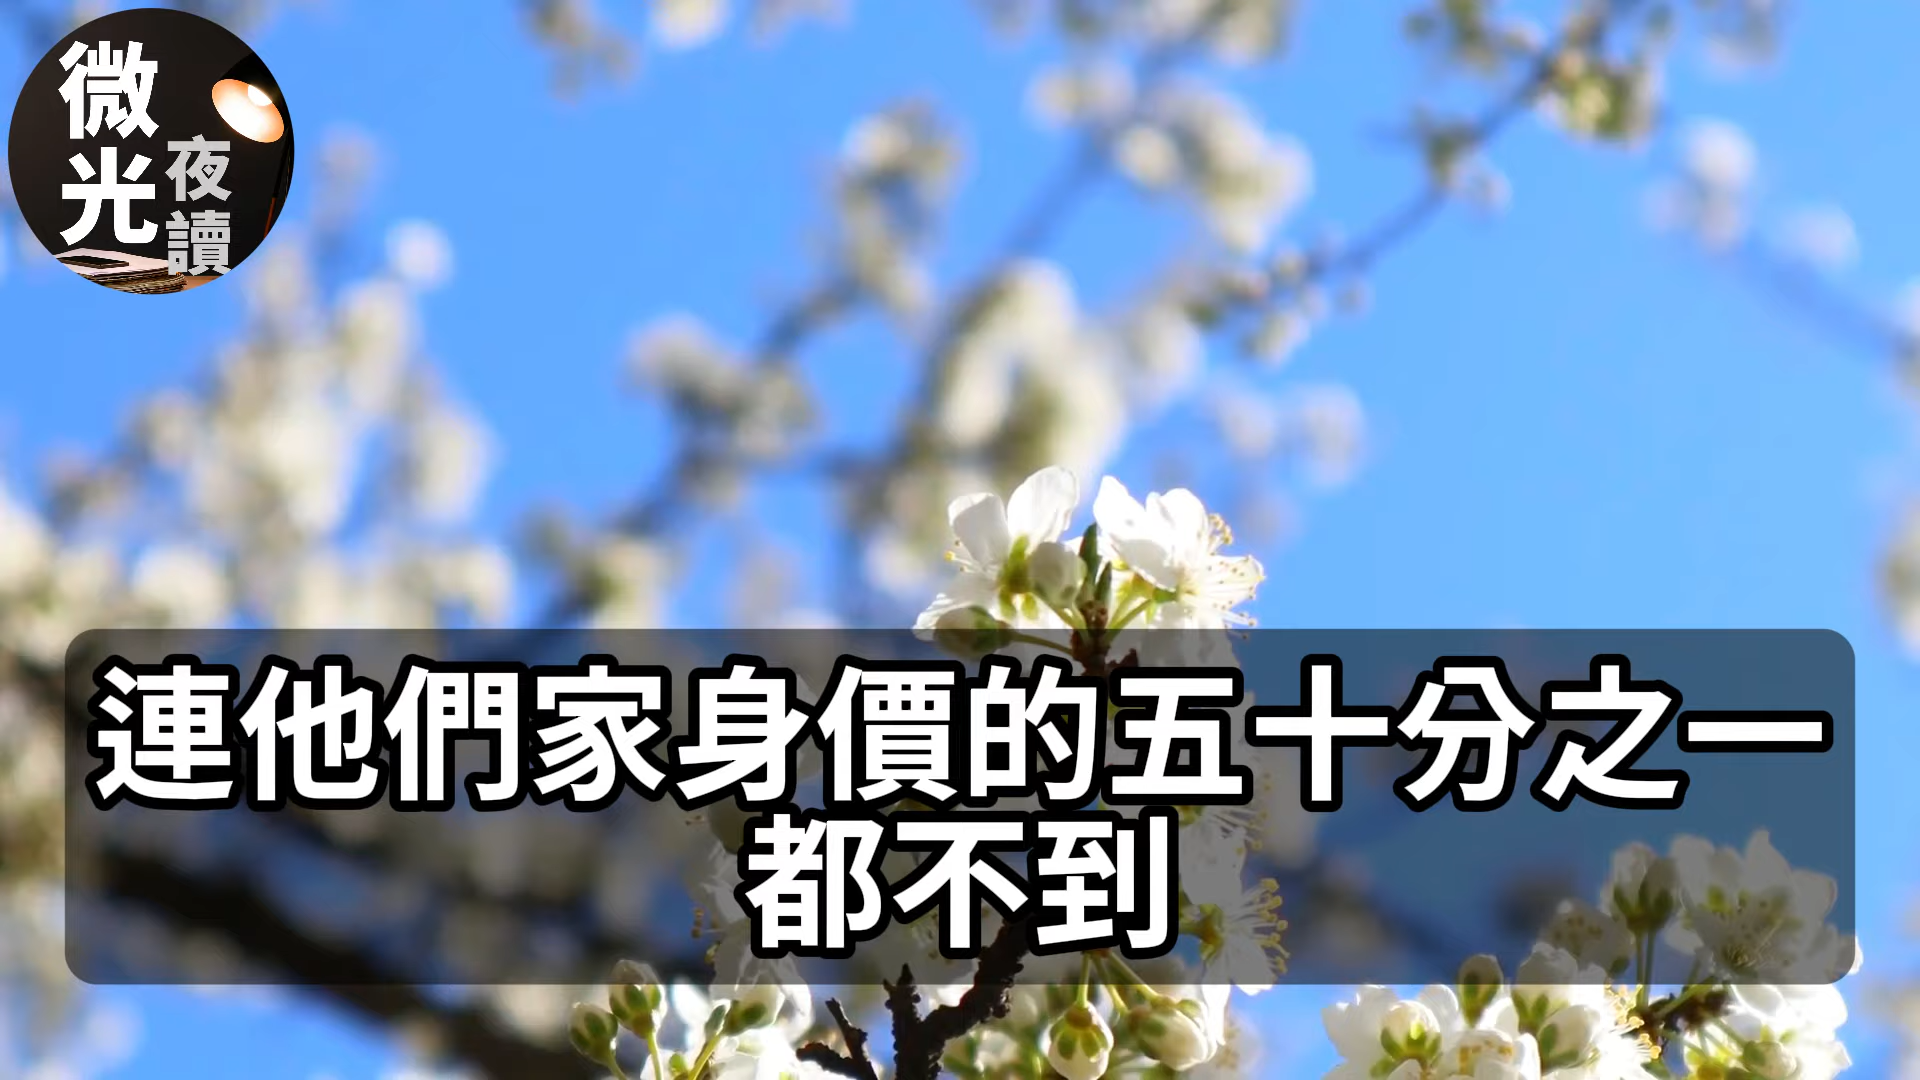 微光
夜讀
連他們家身價的五十分之一
都不到